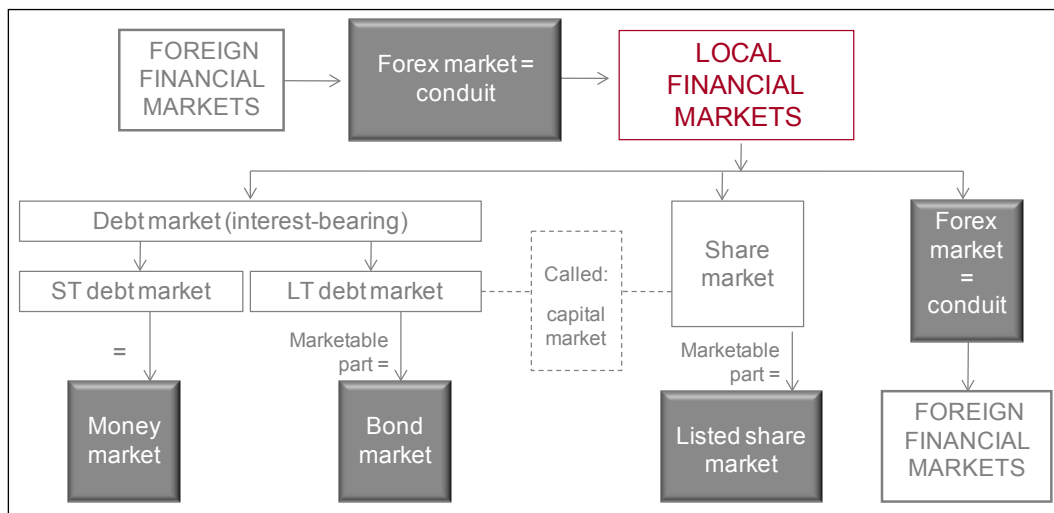 FOREIGN
FINANCIAL
MARKETS
Forex market =
conduit
LOCAL
FINANCIAL
MARKETS
Debt market (interest-bearing)
ST debt market
LT debt market
Called:
capital
market
Share
market
Forex
market
=
conduit
=
Marketable
part =
Marketable
part =
Money
market
Bond
market
Listed share
market
FOREIGN
FINANCIAL
MARKETS